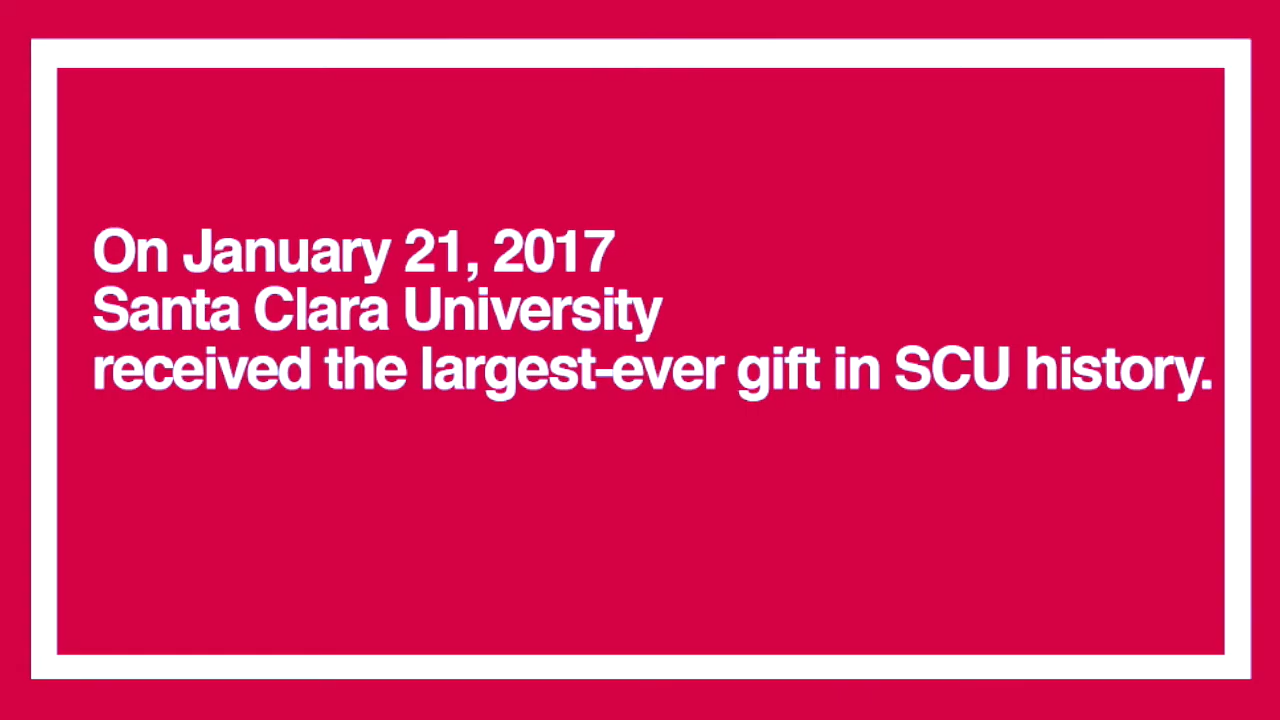 On January 21, 2017
Santa Clara University
received the largest-ever gift in SCU history.